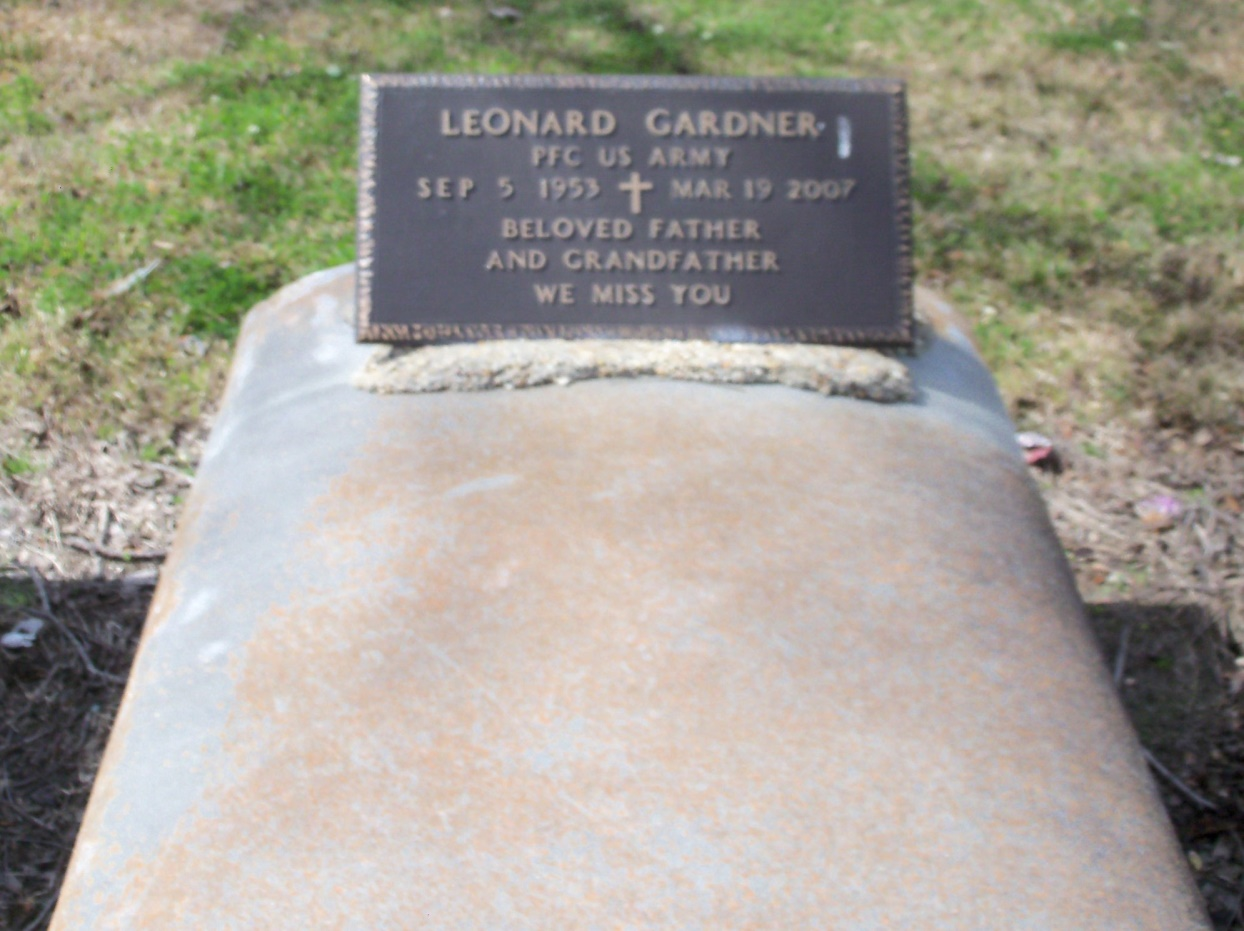 LEONARD GARDNER
PFC US ARMY
SEP 5 1953 ✝ MAR 19 2007
BELOVED FATHER
AND GRANDFATHER
WE MISS YOU